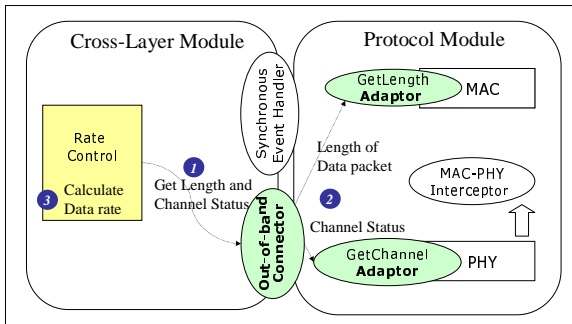 Cross-Layer Module
Protocol Module
Rate
Control
3
Calculate
Data rate
1
Get Length and
Channel Status
Synchronous
Event Handler
Out-of-band
Connector
GetLength
Adaptor
MAC
Length of
Data packet
2
Channel Status
MAC-PHY
Interceptor
GetChannel
Adaptor
PHY